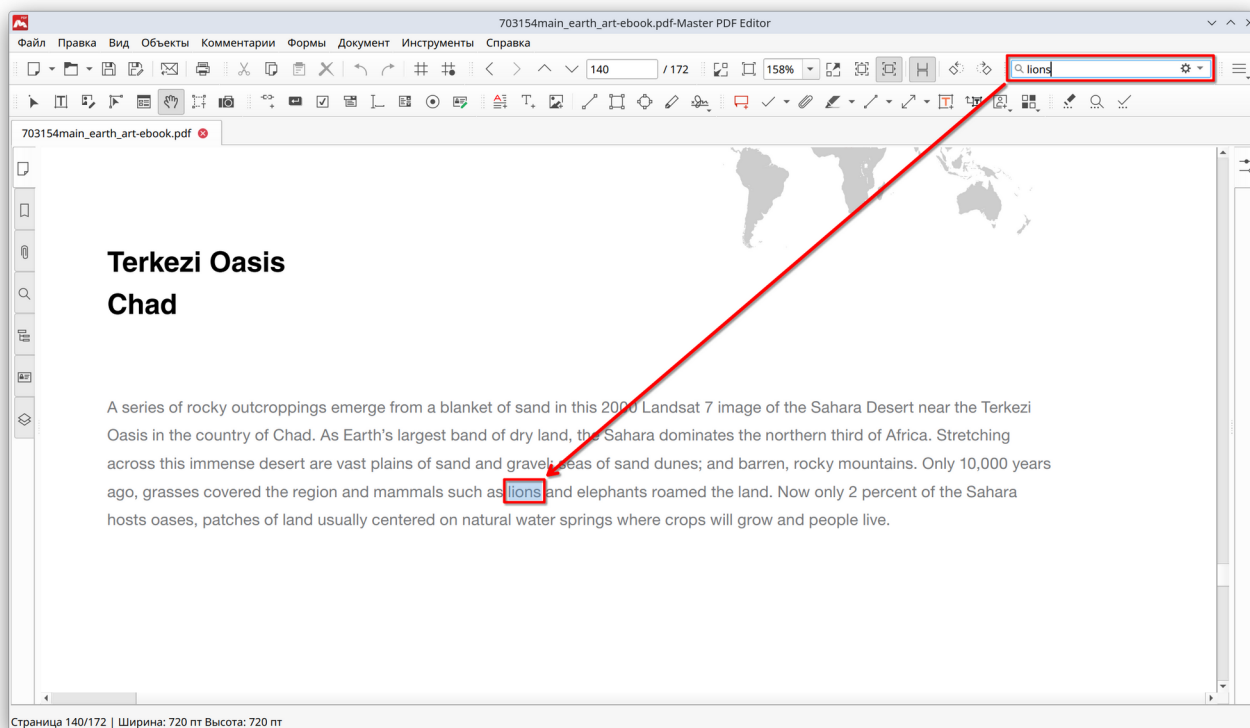 703154main_earth_art-ebook.pdf-Master PDF Editor
Файл Правка Вид Объекты Комментарии Формы Документ Инструменты Справка
140 / 172 158% lions
703154main_earth_art-ebook.pdf
Terkezi Oasis
Chad
A series of rocky outcroppings emerge from a blanket of sand in this 2000 Landsat 7 image of the Sahara Desert near the Terkezi
Oasis in the country of Chad. As Earth’s largest band of dry land, the Sahara dominates the northern third of Africa. Stretching
across this immense desert are vast plains of sand and gravel; seas of sand dunes; and barren, rocky mountains. Only 10,000 years
ago, grasses covered the region and mammals such as lions and elephants roamed the land. Now only 2 percent of the Sahara
hosts oases, patches of land usually centered on natural water springs where crops will grow and people live.
Страница 140/172 | Ширина: 720 пт Высота: 720 пт